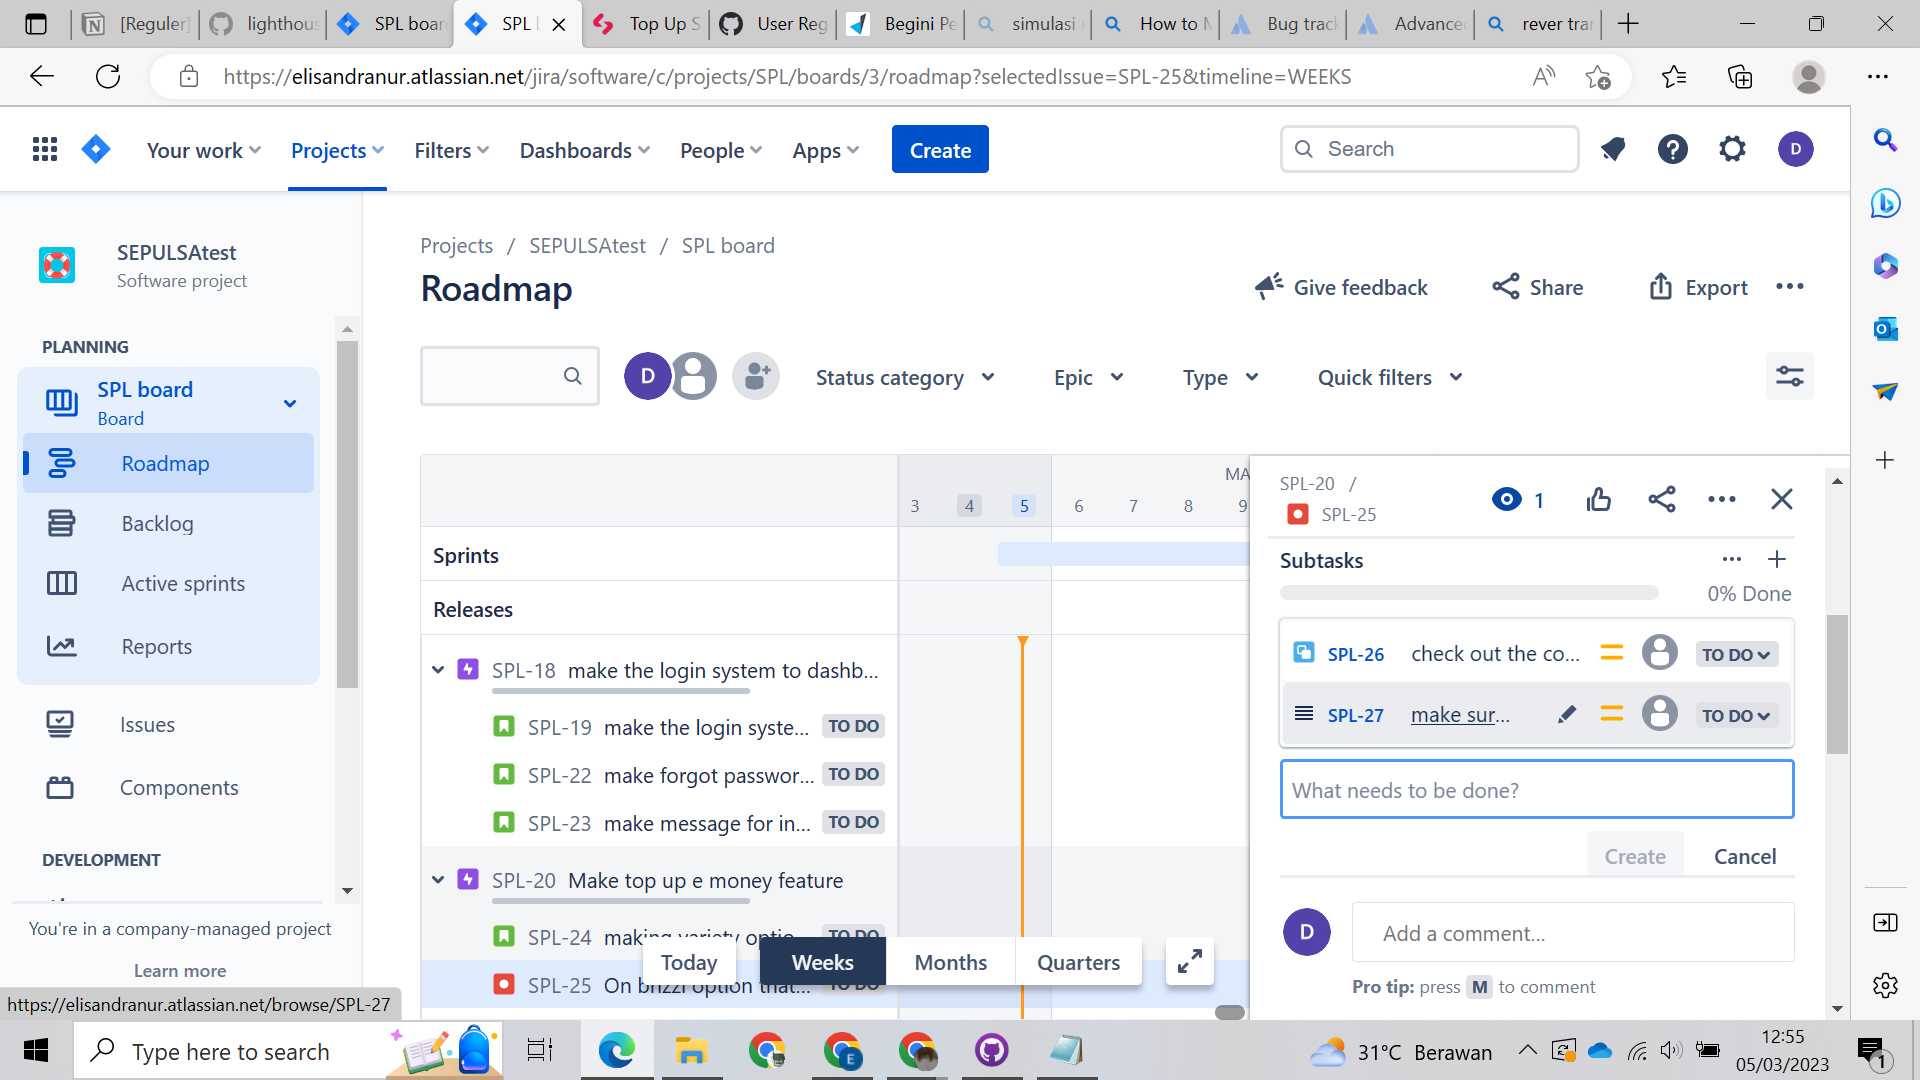 [Reguler]
lighthous
SPL boar
SPL
Top Up S
User Reg
Begini Pe
simulasi
How to
Bug track
Advanced
rever tran
https://elisandranur.atlassian.net/jira/software/c/projects/SPL/boards/3/roadmap?selectedIssue=SPL-25&timeline=WEEKS
Your work
Projects
Filters
Dashboards
People
Apps
Create
Search
D
SEPULSAtest
Software project
PLANNING
SPL board
Board
Roadmap
Backlog
Active sprints
Reports
Issues
Components
DEVELOPMENT
You're in a company-managed project
Learn more
https://elisandranur.atlassian.net/browse/SPL-27
Projects / SEPULSAtest / SPL board
Roadmap
Give feedback
Share
Export
D
Status category
Epic
Type
Quick filters
MA
3 4 5 6 7 8 9
Sprints
Releases
SPL-18 make the login system to dashb...
SPL-19 make the login syste... TO DO
SPL-22 make forgot passwor... TO DO
SPL-23 make message for in... TO DO
SPL-20 Make top up e money feature
SPL-24 making variety optio... TO DO
SPL-25 On brizzi option that... TO DO
Today
Weeks
Months
Quarters
SPL-20 /
SPL-25
1
Subtasks
0% Done
SPL-26 check out the co... TO DO
SPL-27 make sur... TO DO
What needs to be done?
Create
Cancel
D
Add a comment...
Pro tip: press M to comment
Type here to search
E
31°C Berawan
12:55
05/03/2023
1